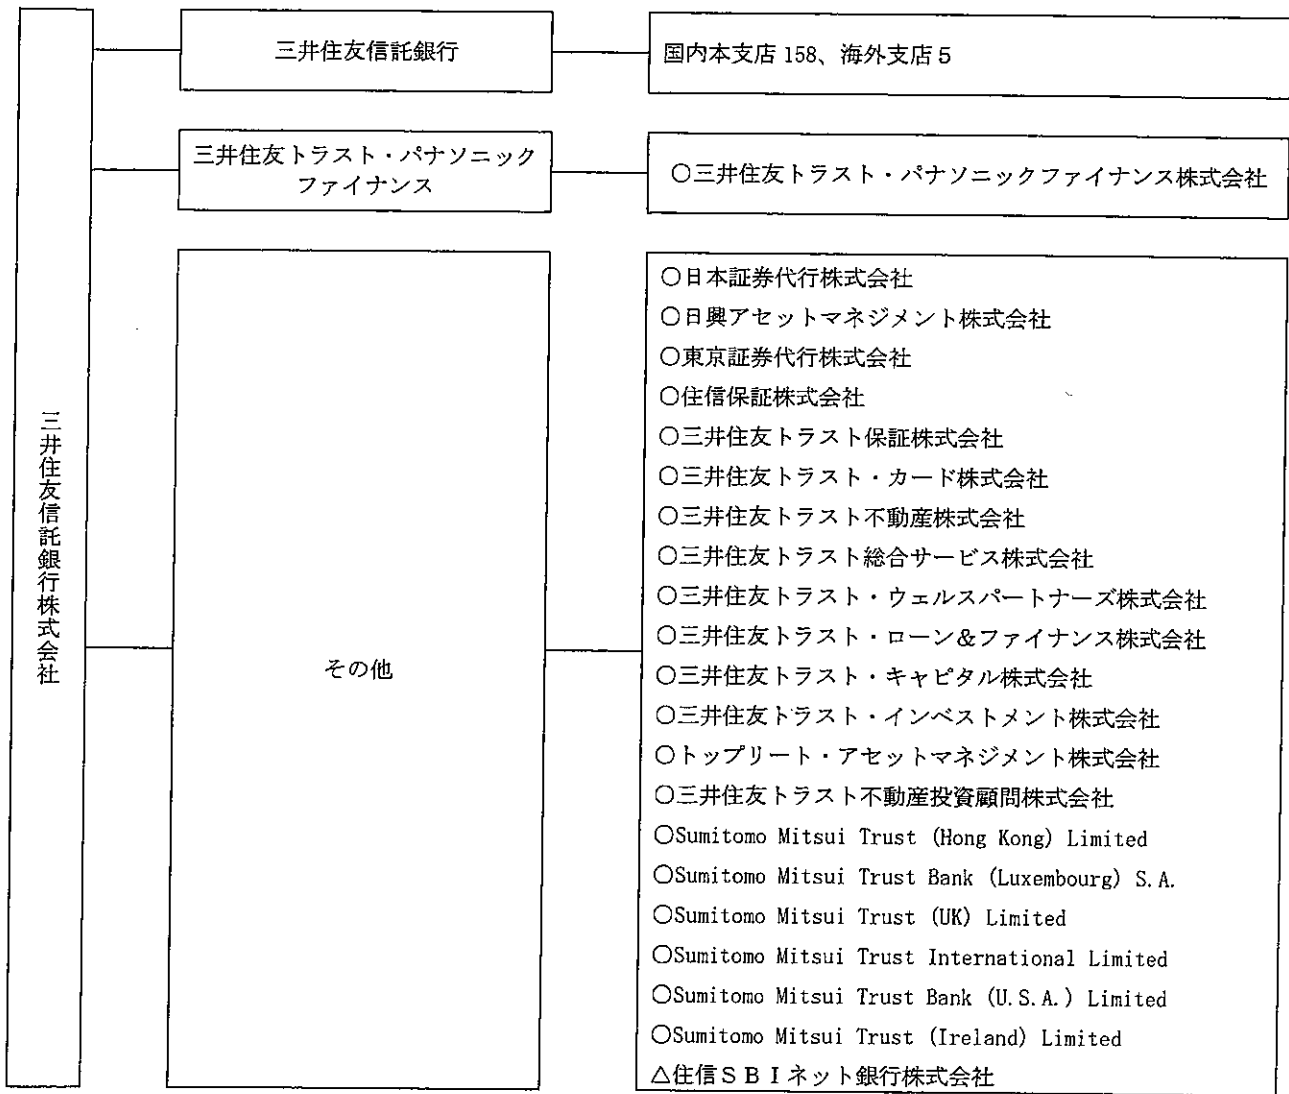 三井住友信託銀行株式会社
三井住友信託銀行
国内本支店 158、海外支店5
三井住友トラスト・パナソニック
ファイナンス
○三井住友トラスト・パナソニックファイナンス株式会社
その他
○日本証券代行株式会社
○日興アセットマネジメント株式会社
○東京証券代行株式会社
○住信保証株式会社
○三井住友トラスト保証株式会社
○三井住友トラスト・カード株式会社
○三井住友トラスト不動産株式会社
○三井住友トラスト総合サービス株式会社
○三井住友トラスト・ウェルスパートナーズ株式会社
○三井住友トラスト・ローン&ファイナンス株式会社
○三井住友トラスト・キャピタル株式会社
○三井住友トラスト・インベストメント株式会社
○トップリート・アセットマネジメント株式会社
○三井住友トラスト不動産投資顧問株式会社
○Sumitomo Mitsui Trust (Hong Kong) Limited
○Sumitomo Mitsui Trust Bank (Luxembourg) S.A.
○Sumitomo Mitsui Trust (UK) Limited
○Sumitomo Mitsui Trust International Limited
○Sumitomo Mitsui Trust Bank (U.S.A.) Limited
○Sumitomo Mitsui Trust (Ireland) Limited
△住信SBIネット銀行株式会社